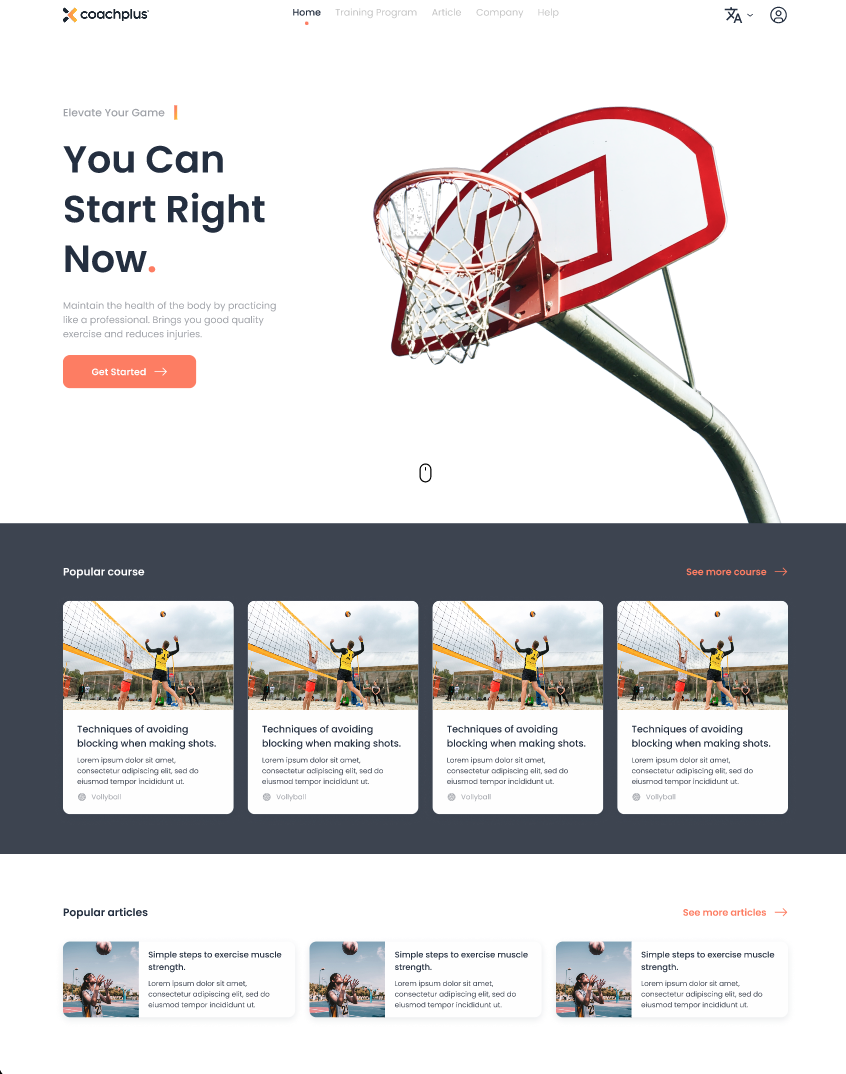 coachplus
Home Training Program Article Company Help
Elevate Your Game
You Can
Start Right
Now.
Maintain the health of the body by practicing
like a professional. Brings you good quality
exercise and reduces injuries.
Get Started
Popular course
See more course
Techniques of avoiding
blocking when making shots.
Lorem ipsum dolor sit amet,
consectetur adipiscing elit, sed do
eiusmod tempor incididunt ut.
Vollyball
Techniques of avoiding
blocking when making shots.
Lorem ipsum dolor sit amet,
consectetur adipiscing elit, sed do
eiusmod tempor incididunt ut.
Vollyball
Techniques of avoiding
blocking when making shots.
Lorem ipsum dolor sit amet,
consectetur adipiscing elit, sed do
eiusmod tempor incididunt ut.
Vollyball
Techniques of avoiding
blocking when making shots.
Lorem ipsum dolor sit amet,
consectetur adipiscing elit, sed do
eiusmod tempor incididunt ut.
Vollyball
Popular articles
See more articles
Simple steps to exercise muscle
strength.
Lorem ipsum dolor sit amet,
consectetur adipiscing elit, sed do
eiusmod tempor incididunt ut.
Simple steps to exercise muscle
strength.
Lorem ipsum dolor sit amet,
consectetur adipiscing elit, sed do
eiusmod tempor incididunt ut.
Simple steps to exercise muscle
strength.
Lorem ipsum dolor sit amet,
consectetur adipiscing elit, sed do
eiusmod tempor incididunt ut.